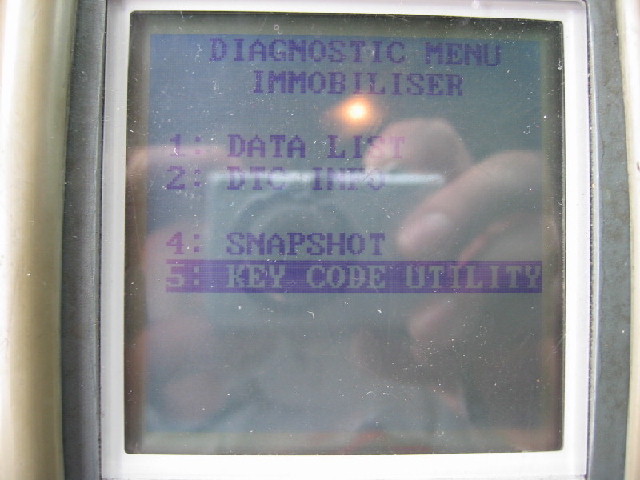 DIAGNOSTIC MENU
IMMOBILISER
1: DATA LIST
2: DTC INFO
4: SNAPSHOT
5: KEY CODE UTILITY